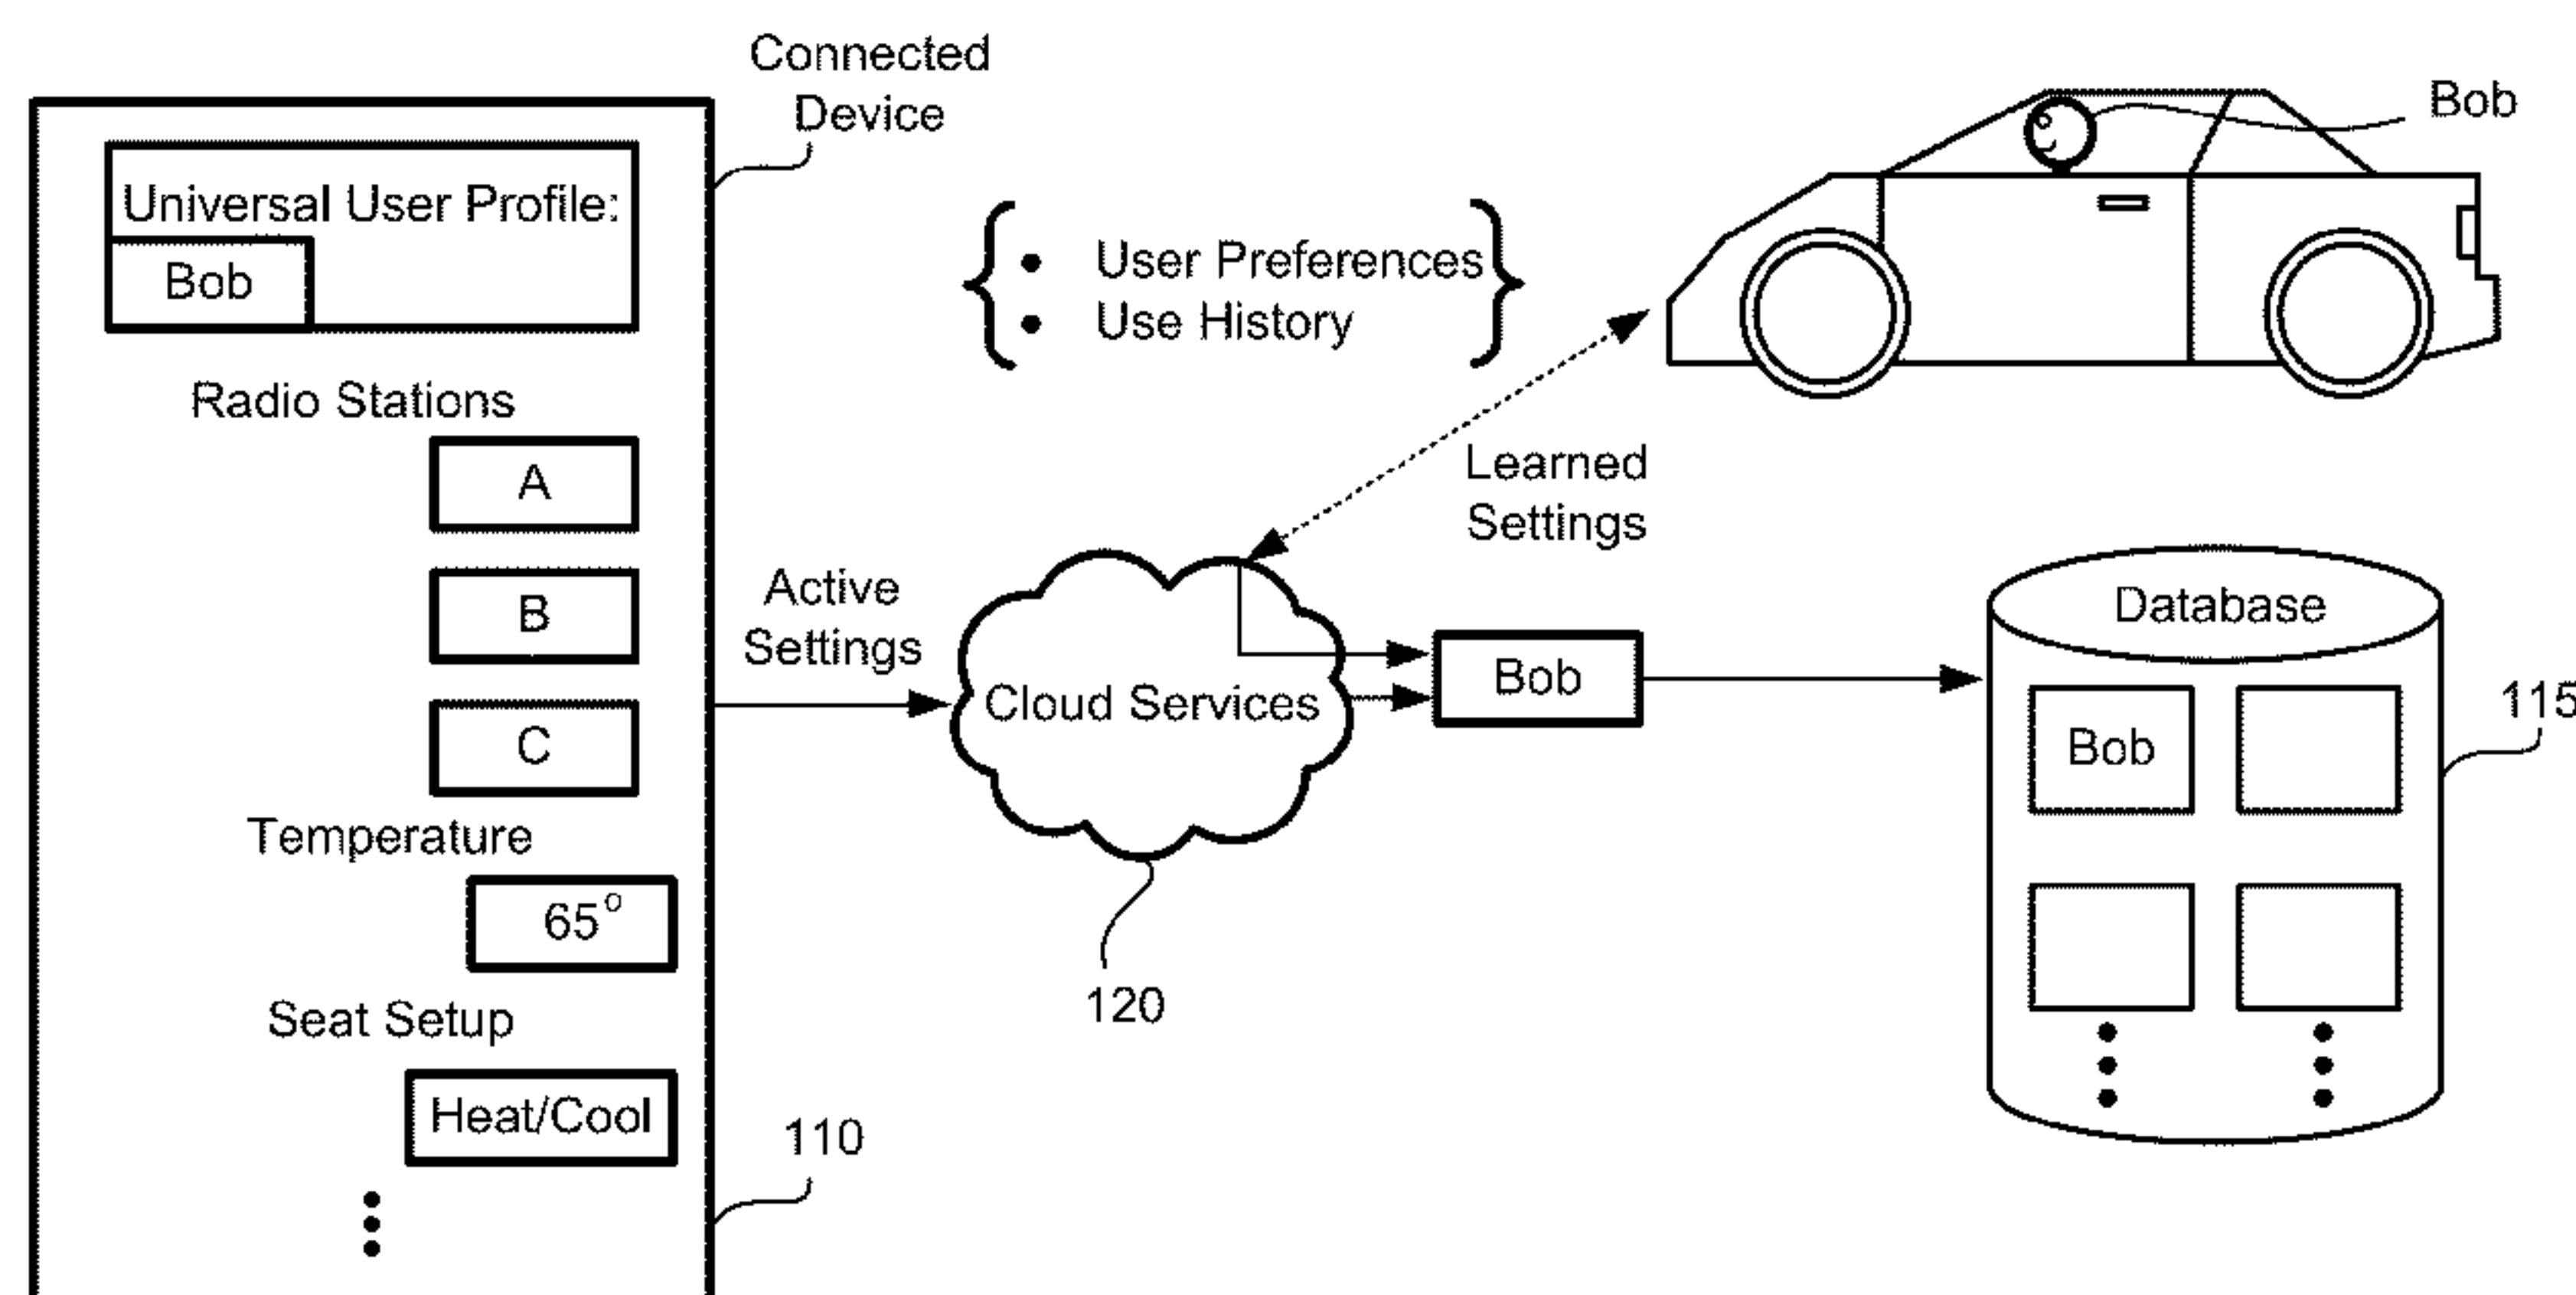 Connected
Device
Universal User Profile:
Bob
Radio Stations
A
B
C
Temperature
65°
Seat Setup
Heat/Cool
110
• User Preferences
• Use History
Bob
Learned
Settings
Active
Settings
Cloud Services
120
Bob
Database
Bob
115